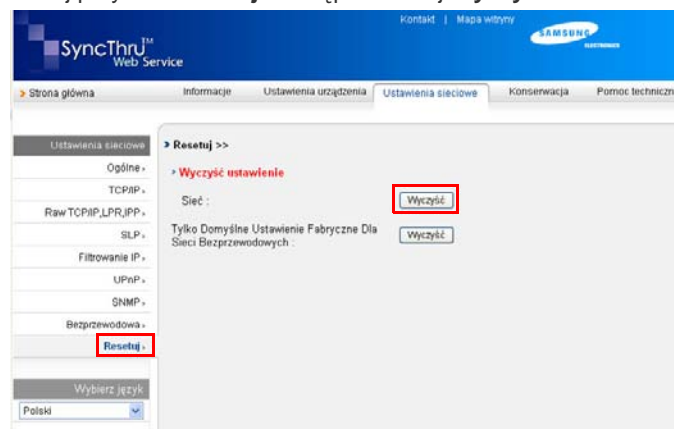 Kontakt | Mapa witryny
SAMSUNG
ELECTRONICS
SyncThru™
Web Service
Strona główna
Informacje
Ustawienia urządzenia
Ustawienia sieciowe
Konserwacja
Pomoc techniczn
Ustawienia sieciowe
Ogólne
TCP/IP
Raw TCP/IP,LPR,IPP
SLP
Filtrowanie IP
UPnP
SNMP
Bezprzewodowa
Resetuj
Wybierz język
Polski
Resetuj >>
Wyczyść ustawienie
Sieć : Wyczyść
Tylko Domyślne Ustawienie Fabryczne Dla
Sieci Bezprzewodowych : Wyczyść